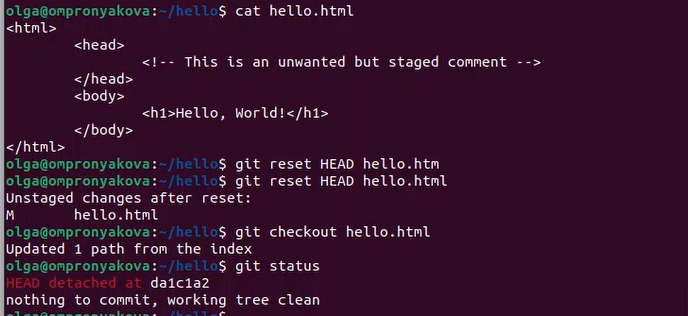 olga@ompronyakova:~/hello$ cat hello.html
<html>
        <head>
                <!-- This is an unwanted but staged comment -->
        </head>
        <body>
                <h1>Hello, World!</h1>
        </body>
</html>
olga@ompronyakova:~/hello$ git reset HEAD hello.htm
olga@ompronyakova:~/hello$ git reset HEAD hello.html
Unstaged changes after reset:
M       hello.html
olga@ompronyakova:~/hello$ git checkout hello.html
Updated 1 path from the index
olga@ompronyakova:~/hello$ git status
HEAD detached at da1c1a2
nothing to commit, working tree clean
olga@ompronyakova:~/hello$